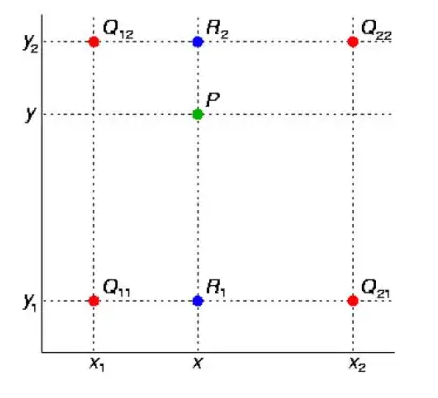 y₂ Q₁₂ R₂ Q₂₂
y P
y₁ Q₁₁ R₁ Q₂₁
x₁ x x₂